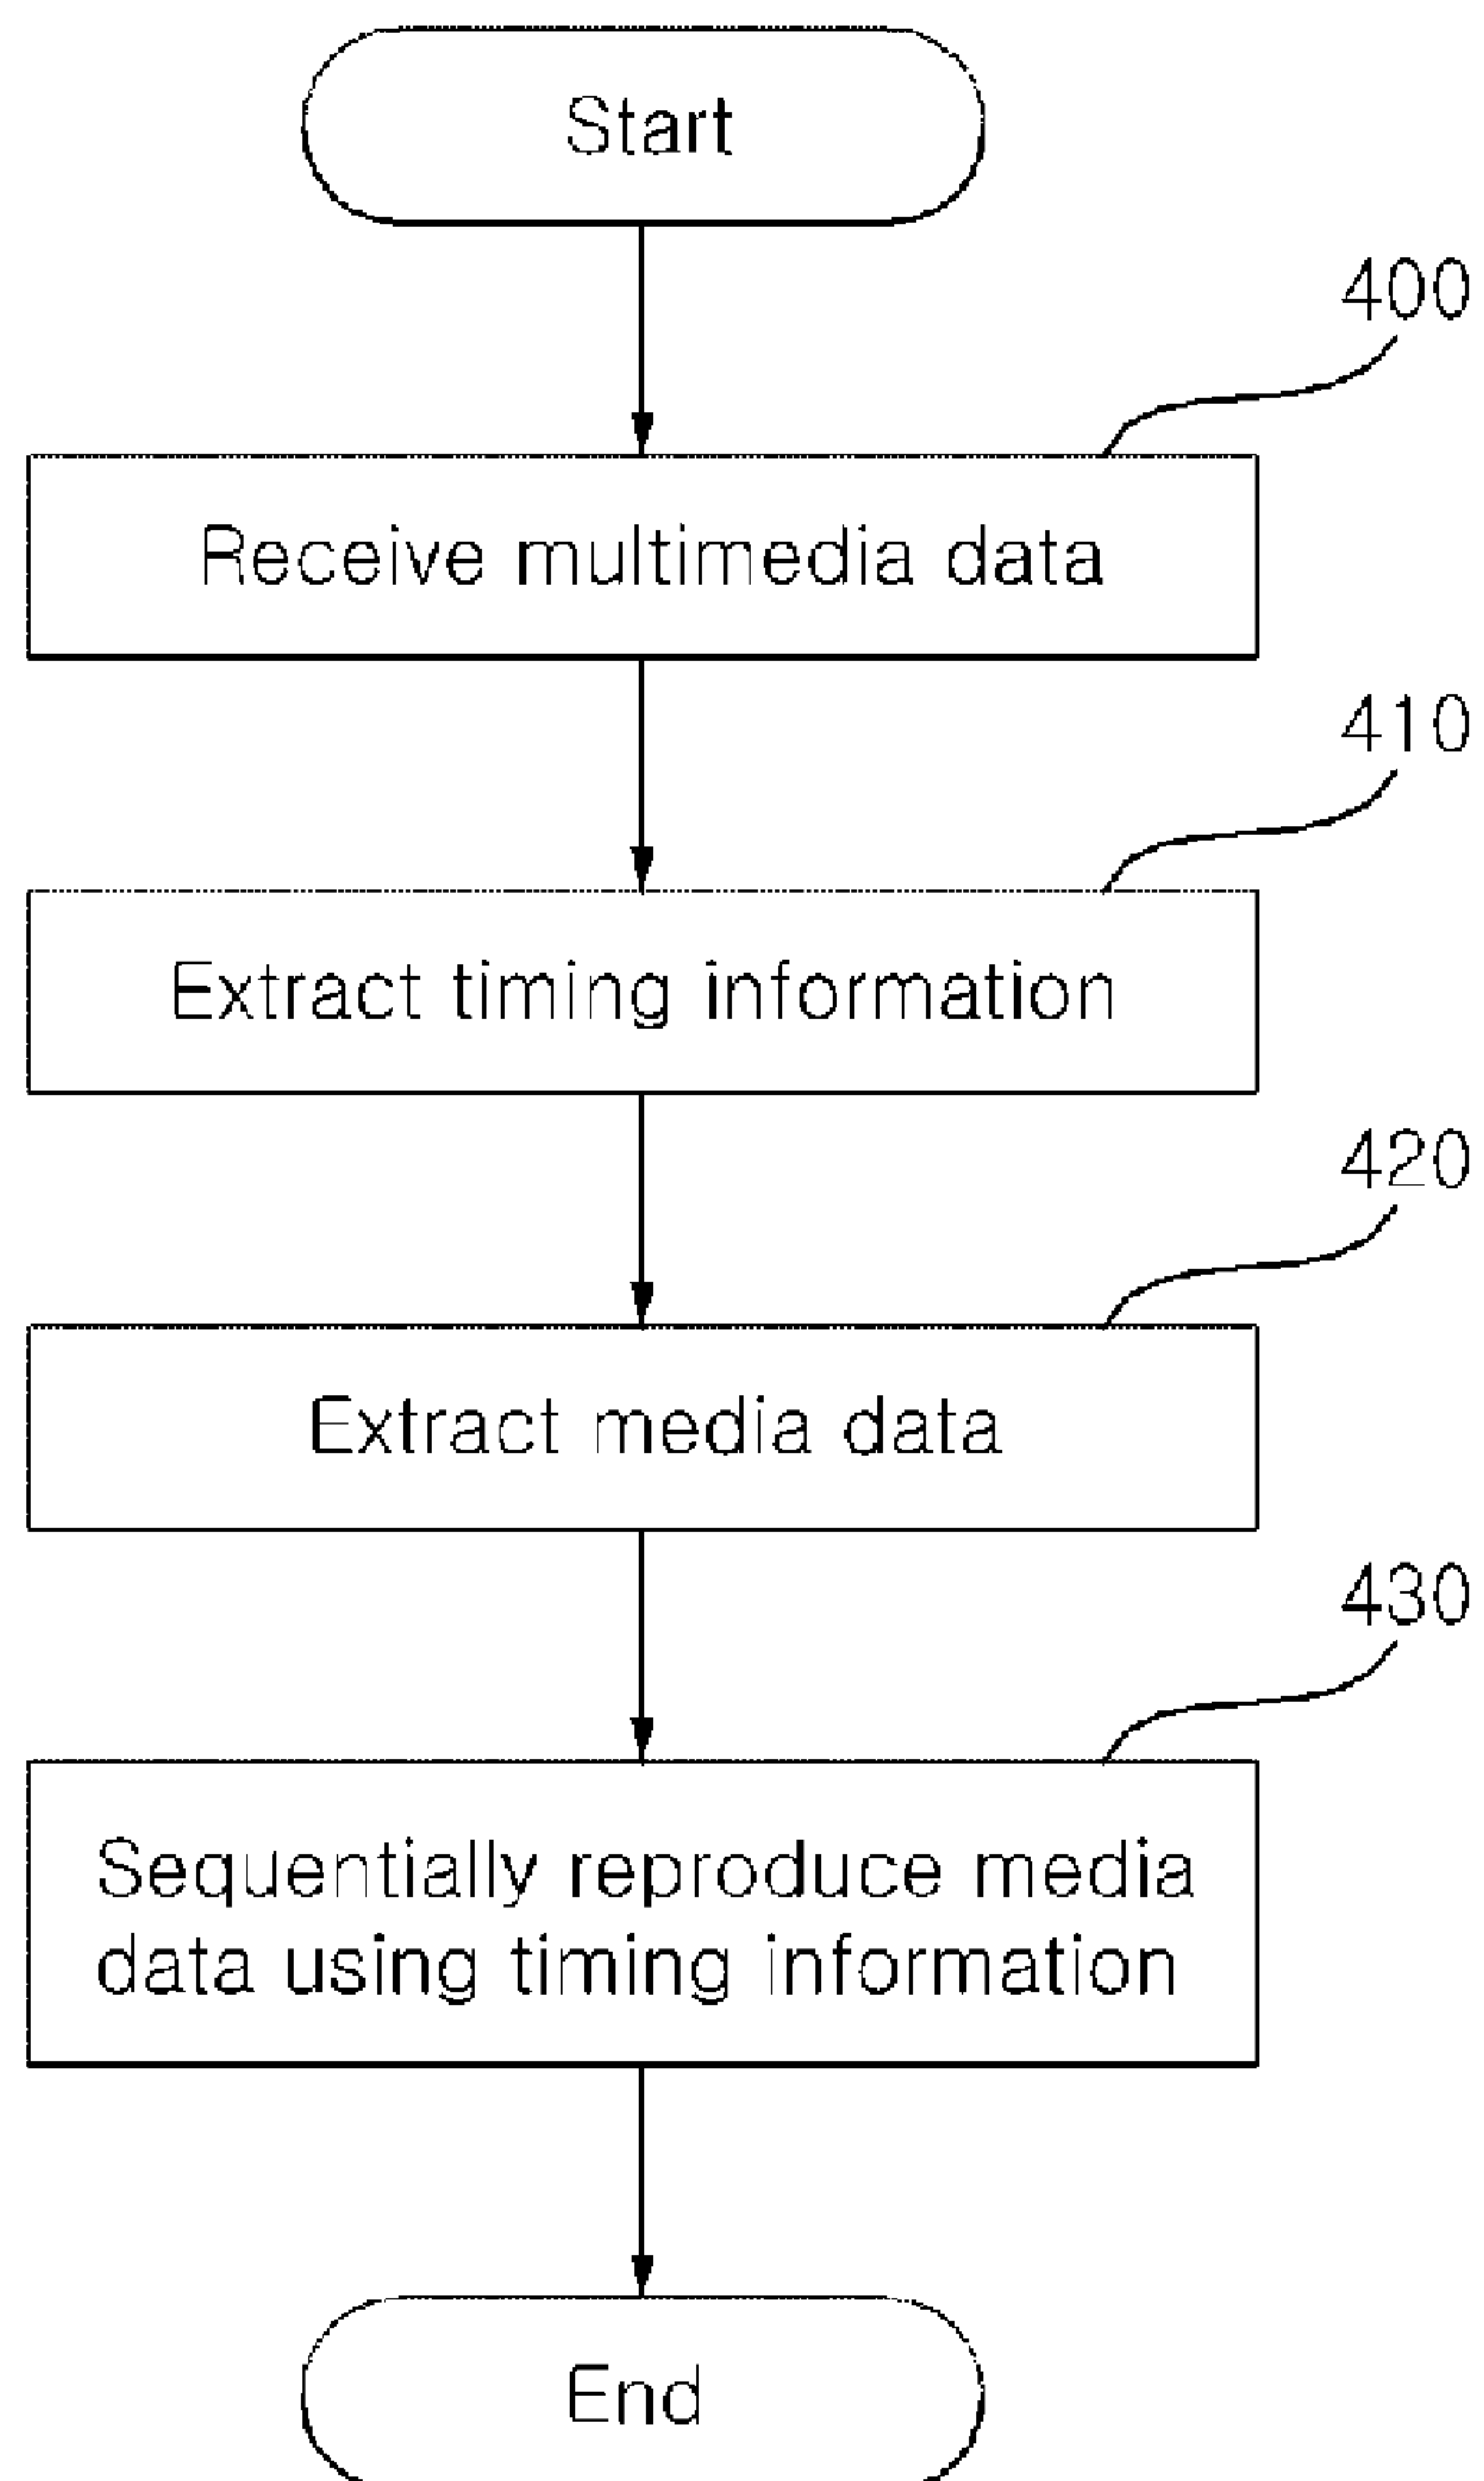 Start
400
Receive multimedia data
410
Extract timing information
420
Extract media data
430
Sequentially reproduce media
data using timing information
End